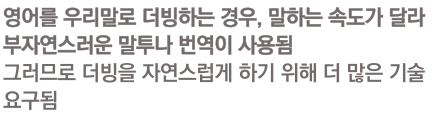 영어를 우리말로 더빙하는 경우, 말하는 속도가 달라
부자연스러운 말투나 번역이 사용됨
그러므로 더빙을 자연스럽게 하기 위해 더 많은 기술
요구됨